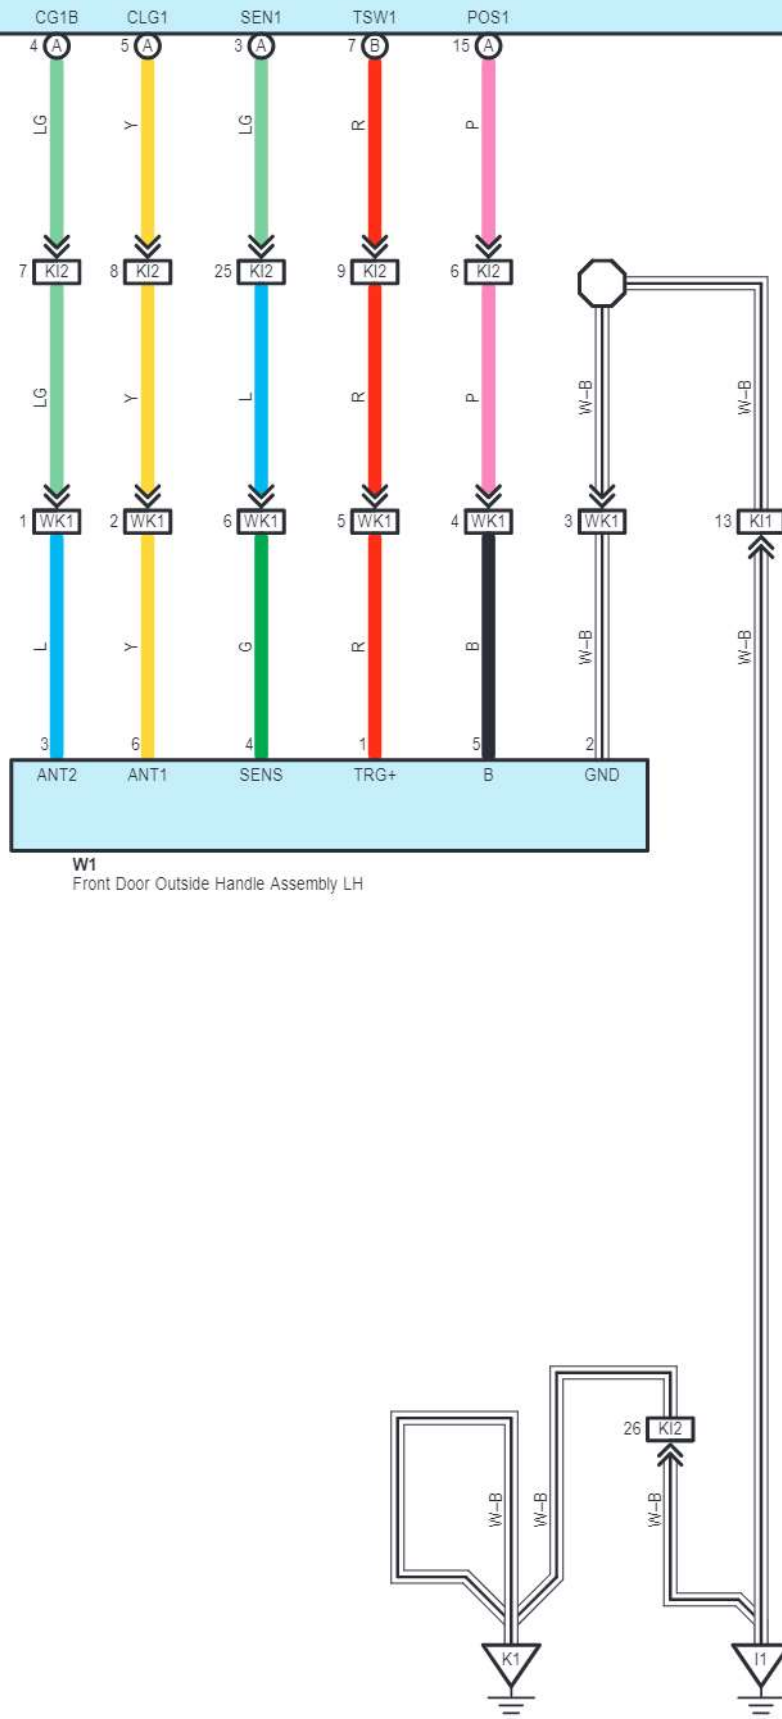 CG1B CLG1 SEN1 TSW1 POS1
4 A 5 A 3 A 7 B 15 A
LG Y LG R P
7 KI2 8 KI2 25 KI2 9 KI2 6 KI2
LG Y L R P W–B W–B
1 WK1 2 WK1 6 WK1 5 WK1 4 WK1 3 WK1 13 KI1
L Y G R B W–B W–B
3 6 4 1 5 2
ANT2 ANT1 SENS TRG+ B GND
W1
Front Door Outside Handle Assembly LH
26 KI2
W–B W–B W–B
K1 I1